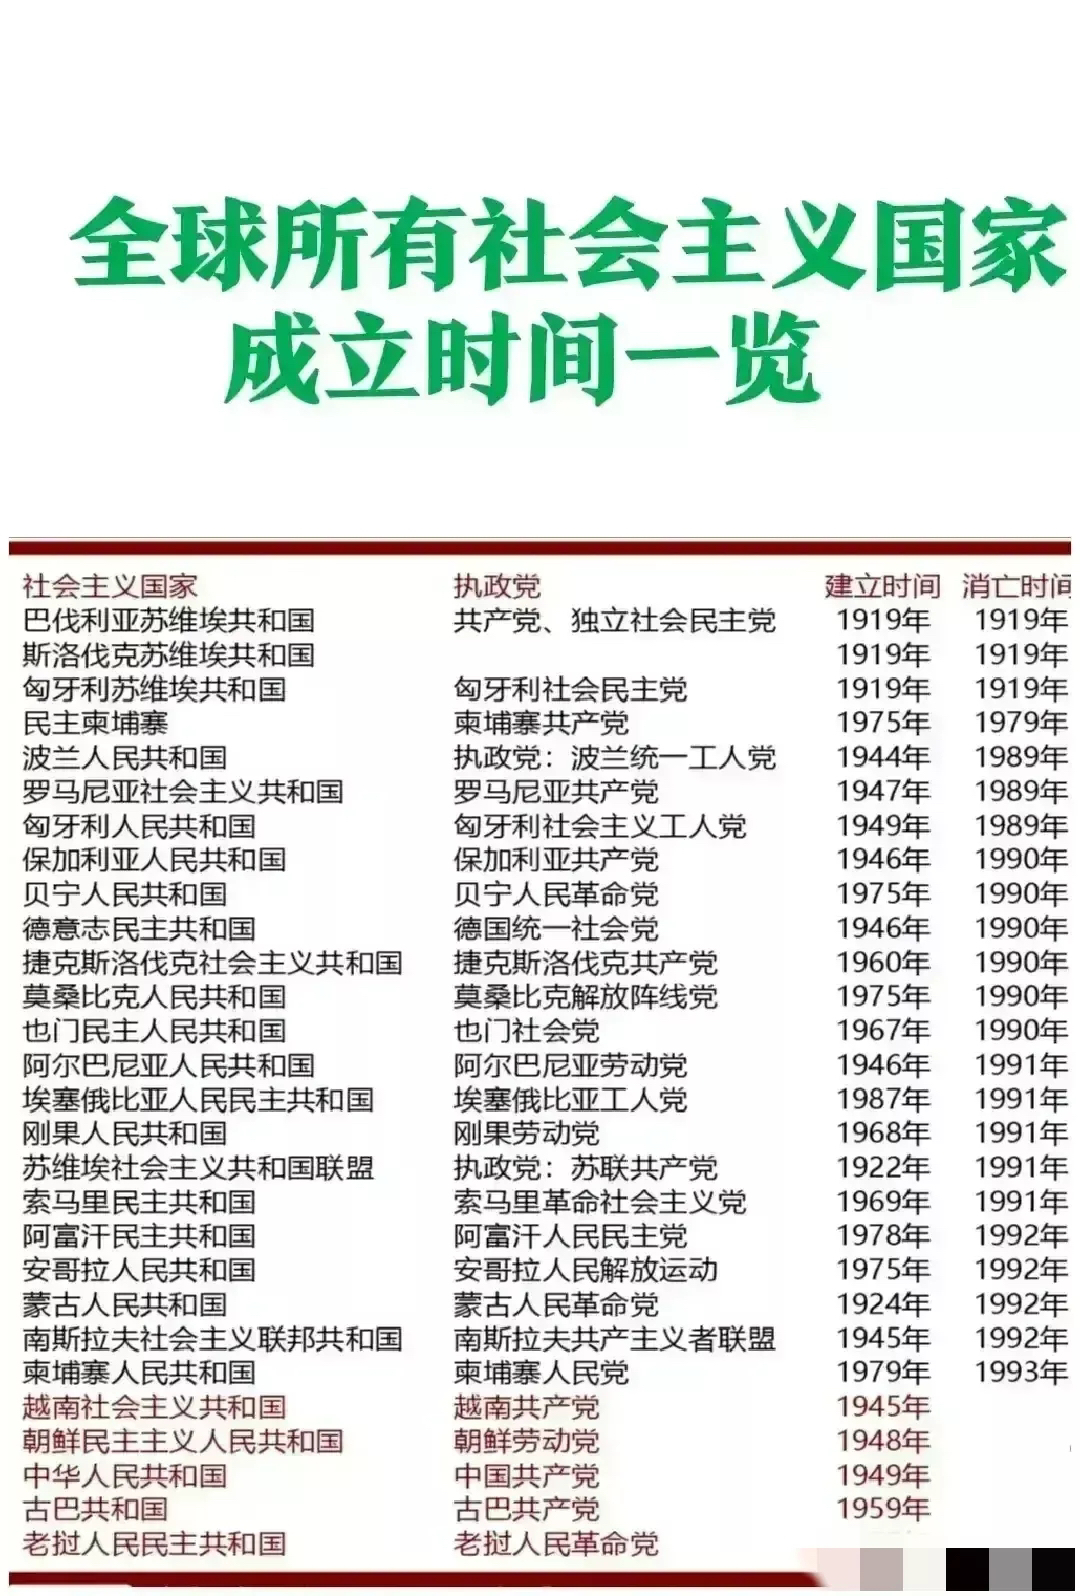 全球所有社会主义国家
成立时间一览
社会主义国家 执政党 建立时间 消亡时间
巴伐利亚苏维埃共和国 共产党、独立社会民主党 1919年 1919年
斯洛伐克苏维埃共和国 1919年 1919年
匈牙利苏维埃共和国 匈牙利社会民主党 1919年 1919年
民主柬埔寨 柬埔寨共产党 1975年 1979年
波兰人民共和国 执政党：波兰统一工人党 1944年 1989年
罗马尼亚社会主义共和国 罗马尼亚共产党 1947年 1989年
匈牙利人民共和国 匈牙利社会主义工人党 1949年 1989年
保加利亚人民共和国 保加利亚共产党 1946年 1990年
贝宁人民共和国 贝宁人民革命党 1975年 1990年
德意志民主共和国 德国统一社会党 1946年 1990年
捷克斯洛伐克社会主义共和国 捷克斯洛伐克共产党 1960年 1990年
莫桑比克人民共和国 莫桑比克解放阵线党 1975年 1990年
也门民主人民共和国 也门社会党 1967年 1990年
阿尔巴尼亚人民共和国 阿尔巴尼亚劳动党 1946年 1991年
埃塞俄比亚人民民主共和国 埃塞俄比亚工人党 1987年 1991年
刚果人民共和国 刚果劳动党 1968年 1991年
苏维埃社会主义共和国联盟 执政党：苏联共产党 1922年 1991年
索马里民主共和国 索马里革命社会主义党 1969年 1991年
阿富汗民主共和国 阿富汗人民民主党 1978年 1992年
安哥拉人民共和国 安哥拉人民解放运动 1975年 1992年
蒙古人民共和国 蒙古人民革命党 1924年 1992年
南斯拉夫社会主义联邦共和国 南斯拉夫共产主义者联盟 1945年 1992年
柬埔寨人民共和国 柬埔寨人民党 1979年 1993年
越南社会主义共和国 越南共产党 1945年
朝鲜民主主义人民共和国 朝鲜劳动党 1948年
中华人民共和国 中国共产党 1949年
古巴共和国 古巴共产党 1959年
老挝人民民主共和国 老挝人民革命党